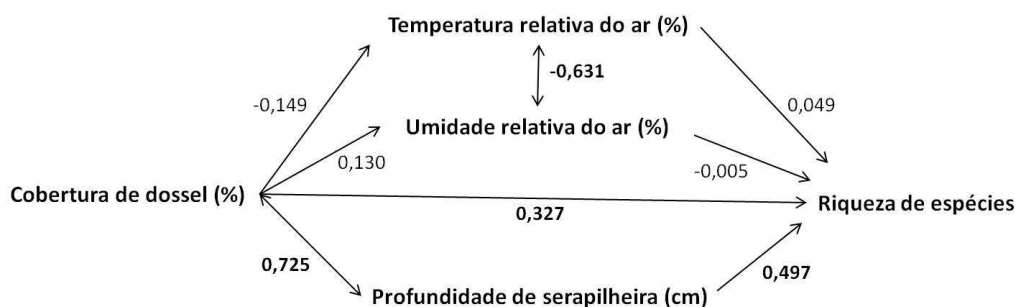 Temperatura relativa do ar (%)
-0,631
-0,149
0,049
Umidade relativa do ar (%)
0,130
-0,005
Cobertura de dossel (%)
0,327
Riqueza de espécies
0,725
0,497
Profundidade de serapilheira (cm)